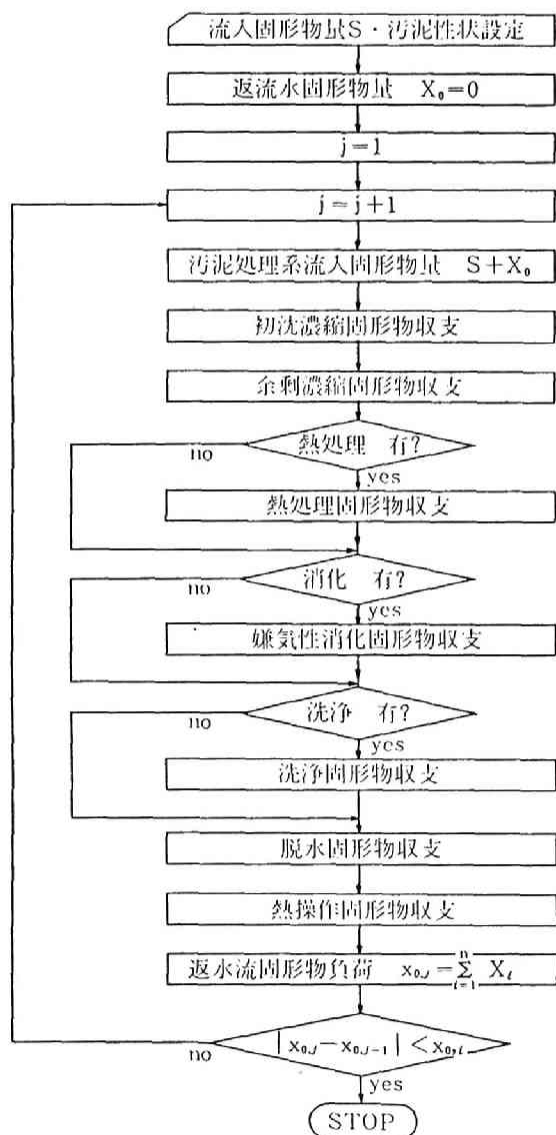 流入固形物量S・汚泥性状設定
返流水固形物量 X₀=0
j=1
j=j+1
汚泥処理系流入固形物量 S+X₀
初沈濃縮固形物収支
余剰濃縮固形物収支
熱処理 有?
no
yes
熱処理固形物収支
消化 有?
no
yes
嫌気性消化固形物収支
洗浄 有?
no
yes
洗浄固形物収支
脱水固形物収支
熱操作固形物収支
返水流固形物負荷 x₀,j=Σⁿᵢ₌₁ Xᵢ
|x₀,j−x₀,j−1|<x₀,i
no
yes
STOP